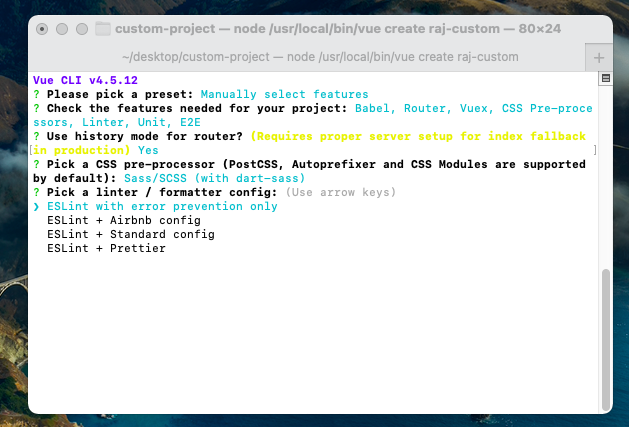 custom-project — node /usr/local/bin/vue create raj-custom — 80×24
~/desktop/custom-project — node /usr/local/bin/vue create raj-custom
+
Vue CLI v4.5.12
? Please pick a preset: Manually select features
? Check the features needed for your project: Babel, Router, Vuex, CSS Pre-proce
ssors, Linter, Unit, E2E
? Use history mode for router? (Requires proper server setup for index fallback
[in production) Yes ]
? Pick a CSS pre-processor (PostCSS, Autoprefixer and CSS Modules are supported
by default): Sass/SCSS (with dart-sass)
? Pick a linter / formatter config: (Use arrow keys)
❯ ESLint with error prevention only
ESLint + Airbnb config
ESLint + Standard config
ESLint + Prettier